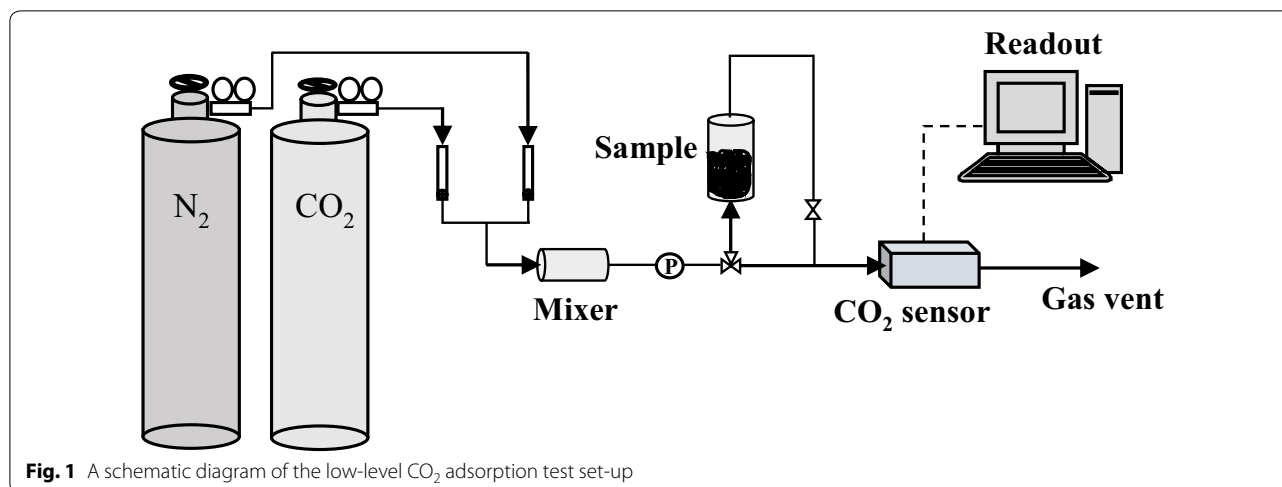 Readout
Sample
N₂
CO₂
P
Mixer
CO₂ sensor
Gas vent
Fig. 1 A schematic diagram of the low-level CO₂ adsorption test set-up